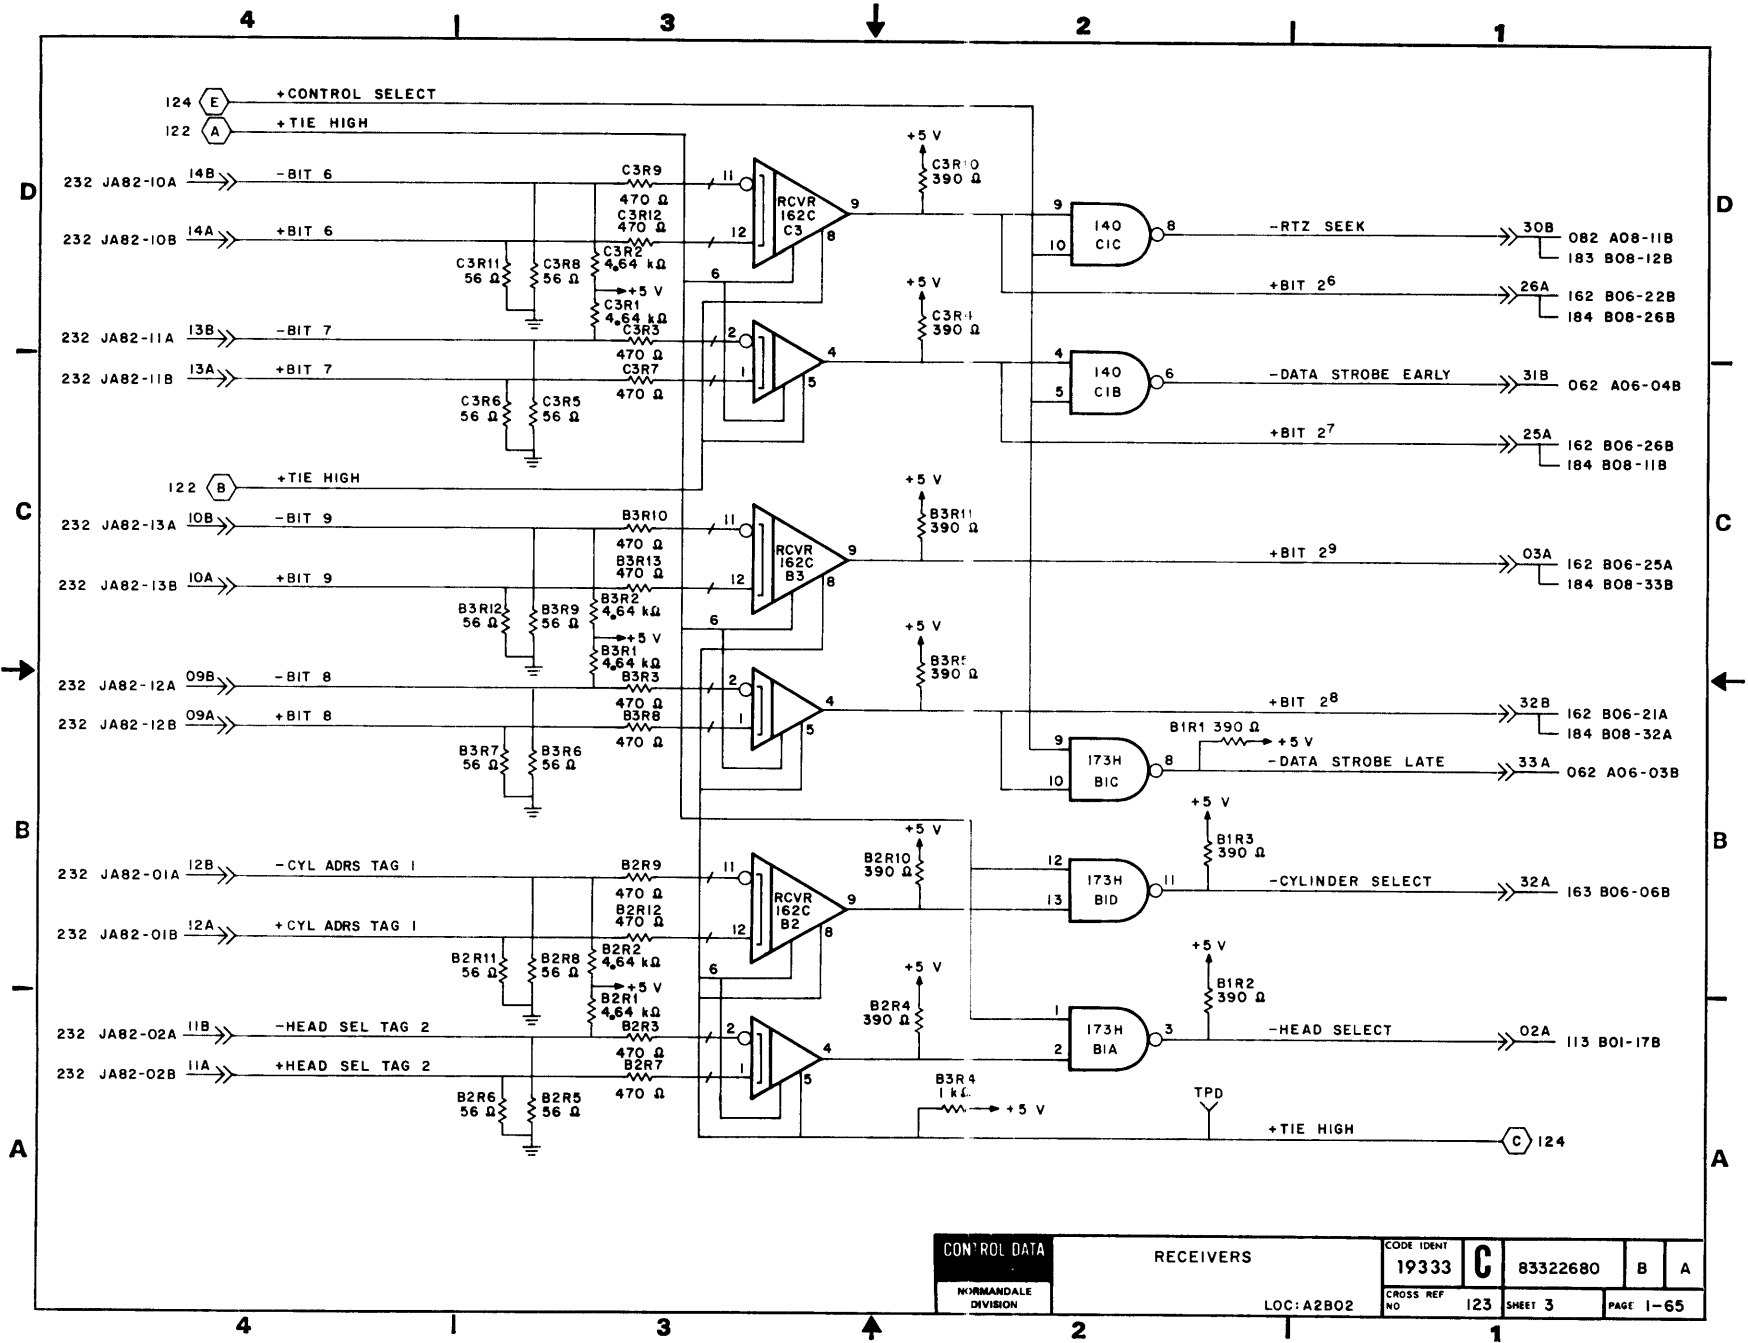 4 3 2 1
124 E +CONTROL SELECT
122 A +TIE HIGH
+5 V
C3R10
390 Ω
D D
232 JA82-10A 14B -BIT 6 C3R9 11
470 Ω
RCVR
162C
C3
9
8
232 JA82-10B 14A +BIT 6 C3R12
470 Ω
12
9
10
140
C1C
8 -RTZ SEEK 30B 082 A08-11B
183 B08-12B
C3R11
56 Ω
C3R8
56 Ω
C3R2
4.64 kΩ
6
+5 V
C3R1
4.64 kΩ
+BIT 2⁶ 26A 162 B06-22B
184 B08-26B
+5 V
C3R4
390 Ω
232 JA82-11A 13B -BIT 7 C3R3 2
470 Ω
232 JA82-11B 13A +BIT 7 C3R7 1
470 Ω
4
5
4
5
140
C1B
6 -DATA STROBE EARLY 31B 062 A06-04B
C3R6
56 Ω
C3R5
56 Ω
+BIT 2⁷ 25A 162 B06-26B
184 B08-11B
122 B +TIE HIGH
+5 V
B3R11
390 Ω
C C
232 JA82-13A 10B -BIT 9 B3R10 11
470 Ω
RCVR
162C
B3
9
8
232 JA82-13B 10A +BIT 9 B3R13
470 Ω
12
+BIT 2⁹ 03A 162 B06-25A
184 B08-33B
B3R12
56 Ω
B3R9
56 Ω
B3R2
4.64 kΩ
6
+5 V
B3R1
4.64 kΩ
+5 V
390 Ω
232 JA82-12A 09B -BIT 8 B3R3 2
470 Ω
232 JA82-12B 09A +BIT 8 B3R8 1
470 Ω
4
5
+BIT 2⁸ 32B 162 B06-21A
184 B08-32A
B1R1 390 Ω +5 V
9
10
173H
B1C
8 -DATA STROBE LATE 33A 062 A06-03B
B3R7
56 Ω
B3R6
56 Ω
B B
+5 V
B2R10
390 Ω
+5 V
B1R3
390 Ω
232 JA82-01A 12B -CYL ADRS TAG 1 B2R9 11
470 Ω
RCVR
162C
B2
9
8
232 JA82-01B 12A +CYL ADRS TAG 1 B2R12
470 Ω
12
12
13
173H
B1D
11 -CYLINDER SELECT 32A 163 B06-06B
B2R11
56 Ω
B2R8
56 Ω
B2R2
4.64 kΩ
6
+5 V
B2R1
4.64 kΩ
+5 V
B2R4
390 Ω
+5 V
B1R2
390 Ω
232 JA82-02A 11B -HEAD SEL TAG 2 B2R3 2
470 Ω
232 JA82-02B 11A +HEAD SEL TAG 2 B2R7 1
470 Ω
4
5
1
2
173H
B1A
3 -HEAD SELECT 02A 113 B01-17B
B2R6
56 Ω
B2R5
56 Ω
B3R4
1 kΩ
+5 V
TPD
+TIE HIGH C 124
A A
CONTROL DATA
NORMANDALE
DIVISION
RECEIVERS
LOC: A2B02
CODE IDENT
19333
C
83322680
B
A
CROSS REF
NO 123
SHEET 3
PAGE 1-65
4 3 2 1